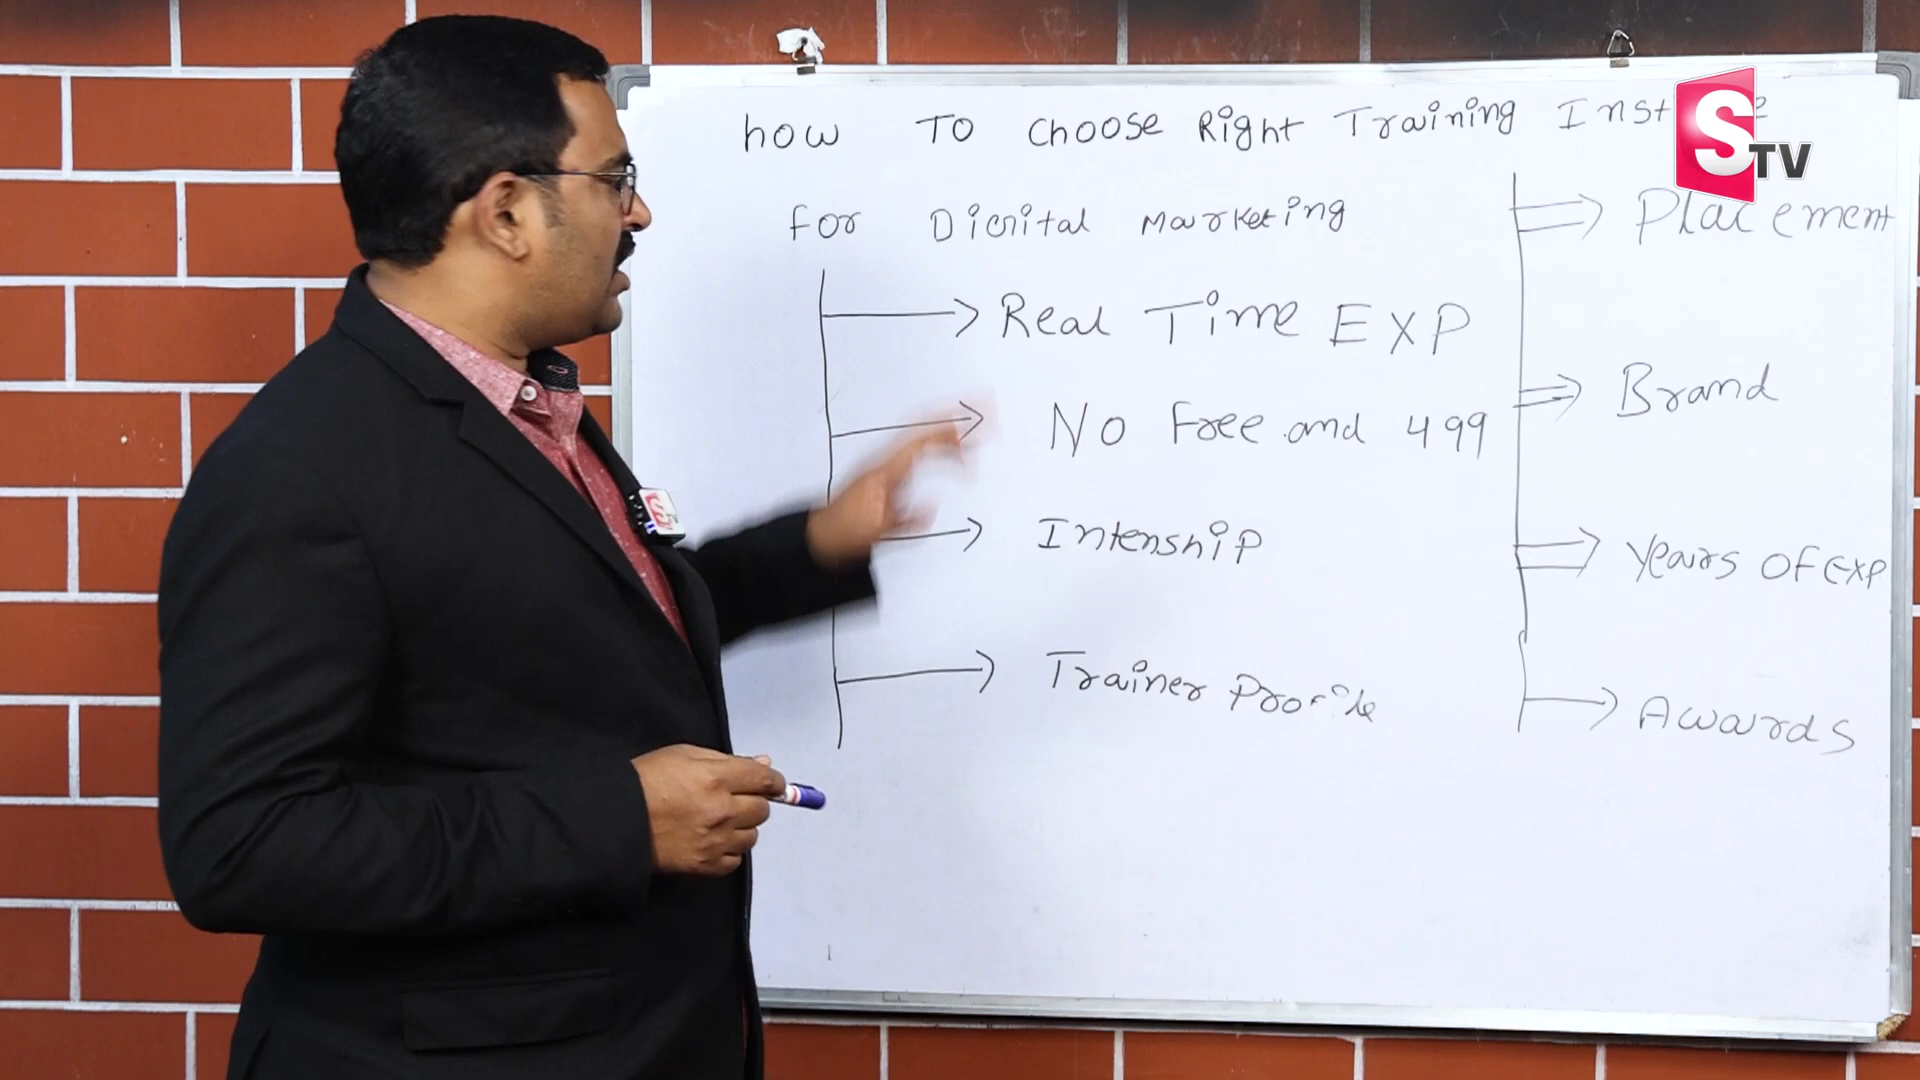 how TO choose Right Training Inst e
For Digital Marketing
Real Time EXP
No Free and 499
Intenship
Trainer Profile
Placement
Brand
Years OF EXP
Awards
STV
S